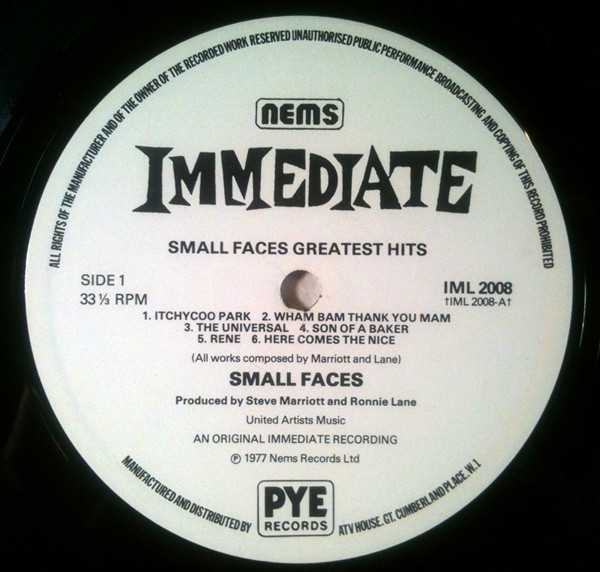 ALL RIGHTS OF THE MANUFACTURER AND OF THE OWNER OF THE RECORDED WORK RESERVED UNAUTHORISED PUBLIC PERFORMANCE BROADCASTING AND COPYING OF THIS RECORD PROHIBITED
nems
IMMEDIATE
SMALL FACES GREATEST HITS
SIDE 1
33⅓ RPM
IML 2008
†IML 2008-A†
1. ITCHYCOO PARK 2. WHAM BAM THANK YOU MAM
3. THE UNIVERSAL 4. SON OF A BAKER
5. RENE 6. HERE COMES THE NICE
(All works composed by Marriott and Lane)
SMALL FACES
Produced by Steve Marriott and Ronnie Lane
United Artists Music
AN ORIGINAL IMMEDIATE RECORDING
℗ 1977 Nems Records Ltd
MANUFACTURED AND DISTRIBUTED BY
PYE
RECORDS
ATV HOUSE. GT. CUMBERLAND PLACE. W.1